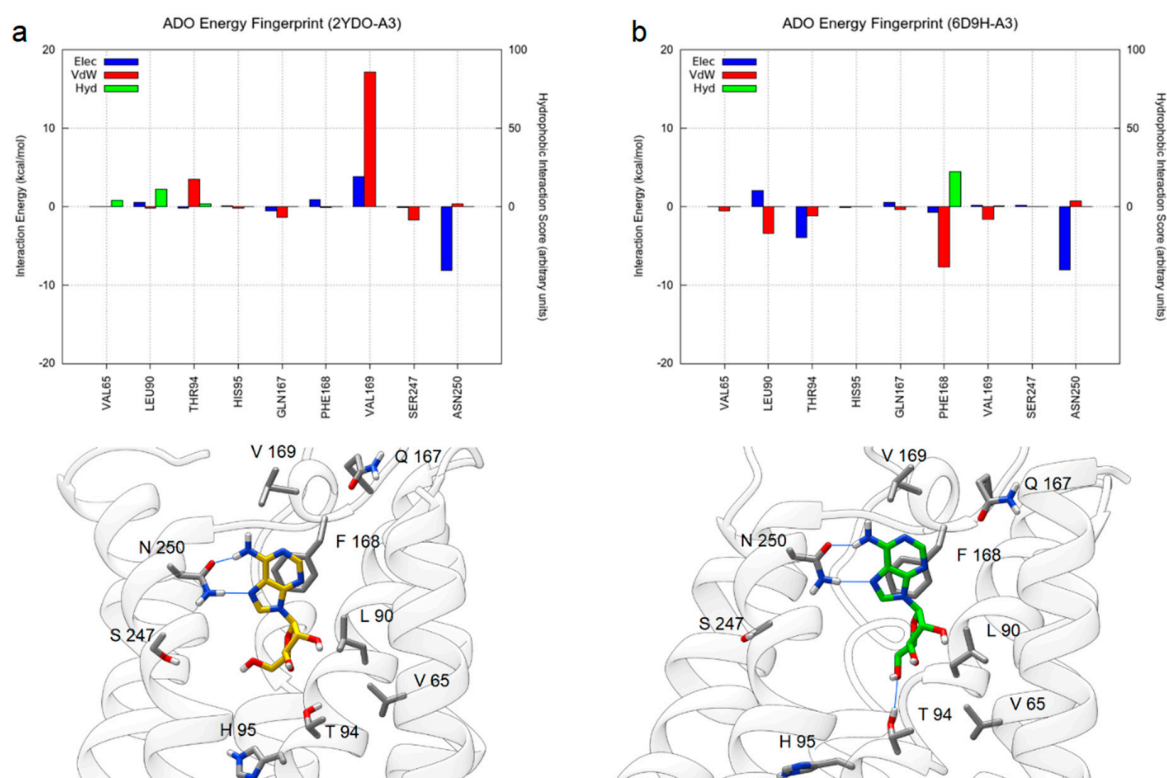 a
ADO Energy Fingerprint (2YDO-A3)
Elec
VdW
Hyd
20
10
0
-10
-20
100
50
0
Interaction Energy (kcal/mol)
Hydrophobic Interaction Score (arbitrary units)
VAL65
LEU90
THR94
HIS95
GLN167
PHE168
VAL169
SER247
ASN250
b
ADO Energy Fingerprint (6D9H-A3)
Elec
VdW
Hyd
20
10
0
-10
-20
100
50
0
Interaction Energy (kcal/mol)
Hydrophobic Interaction Score (arbitrary units)
VAL65
LEU90
THR94
HIS95
GLN167
PHE168
VAL169
SER247
ASN250
V 169
Q 167
N 250
F 168
S 247
L 90
V 65
H 95
T 94
V 169
Q 167
N 250
F 168
S 247
L 90
T 94
V 65
H 95